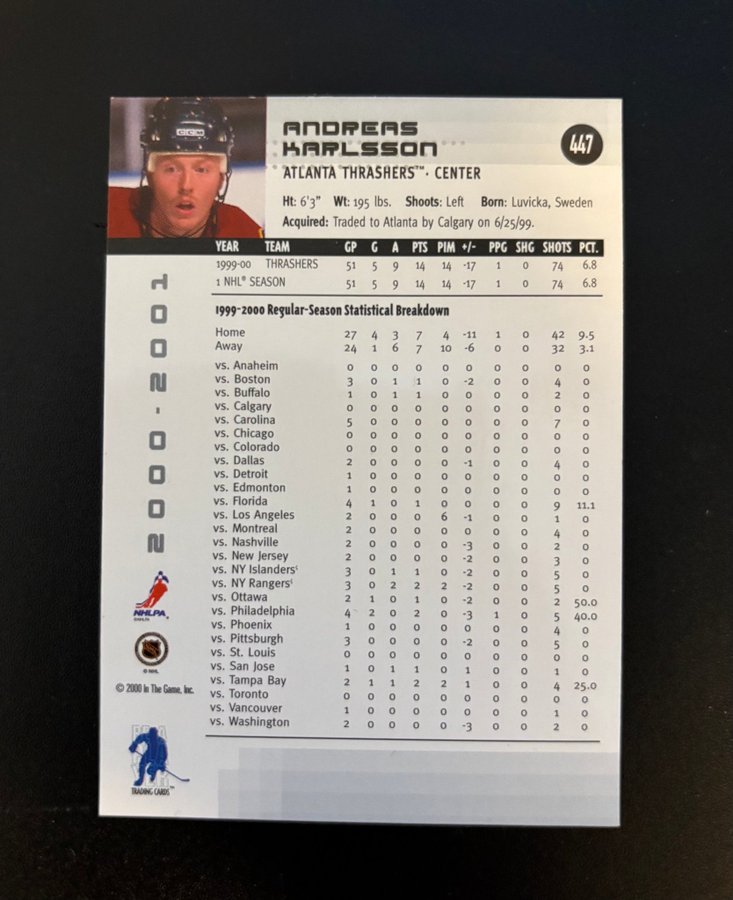 CCM
ANDREAS
KARLSSON
447
ATLANTA THRASHERS™· CENTER
Ht: 6'3" Wt: 195 lbs. Shoots: Left Born: Luvicka, Sweden
Acquired: Traded to Atlanta by Calgary on 6/25/99.
YEAR TEAM GP G A PTS PIM +/- PPG SHG SHOTS PCT.
1999-00 THRASHERS 51 5 9 14 14 -17 1 0 74 6.8
1 NHL® SEASON 51 5 9 14 14 -17 1 0 74 6.8
1999-2000 Regular-Season Statistical Breakdown
Home 27 4 3 7 4 -11 1 0 42 9.5
Away 24 1 6 7 10 -6 0 0 32 3.1
vs. Anaheim 0 0 0 0 0 0 0 0 0 0
vs. Boston 3 0 1 1 0 -2 0 0 4 0
vs. Buffalo 1 0 1 1 0 0 0 0 2 0
vs. Calgary 0 0 0 0 0 0 0 0 0 0
vs. Carolina 5 0 0 0 0 0 0 0 7 0
vs. Chicago 0 0 0 0 0 0 0 0 0 0
vs. Colorado 0 0 0 0 0 0 0 0 0 0
vs. Dallas 2 0 0 0 0 -1 0 0 4 0
vs. Detroit 1 0 0 0 0 0 0 0 0 0
vs. Edmonton 1 0 0 0 0 0 0 0 0 0
vs. Florida 4 1 0 1 0 0 0 0 9 11.1
vs. Los Angeles 2 0 0 0 6 -1 0 0 1 0
vs. Montreal 2 0 0 0 0 0 0 0 4 0
vs. Nashville 2 0 0 0 0 -3 0 0 2 0
vs. New Jersey 2 0 0 0 0 -2 0 0 3 0
vs. NY Islanders 3 0 1 1 0 -2 0 0 5 0
vs. NY Rangers 3 0 2 2 2 -2 0 0 5 0
vs. Ottawa 2 1 0 1 0 -2 0 0 2 50.0
vs. Philadelphia 4 2 0 2 0 -3 1 0 5 40.0
vs. Phoenix 1 0 0 0 0 0 0 0 4 0
vs. Pittsburgh 3 0 0 0 0 -2 0 0 5 0
vs. St. Louis 0 0 0 0 0 0 0 0 0 0
vs. San Jose 1 0 1 1 0 1 0 0 1 0
vs. Tampa Bay 2 1 1 2 2 1 0 0 4 25.0
vs. Toronto 0 0 0 0 0 0 0 0 0 0
vs. Vancouver 1 0 0 0 0 0 0 0 1 0
vs. Washington 2 0 0 0 0 -3 0 0 2 0
2000-2001
NHLPA
© NHL
© 2000 In The Game, Inc.
TRADING CARDS™